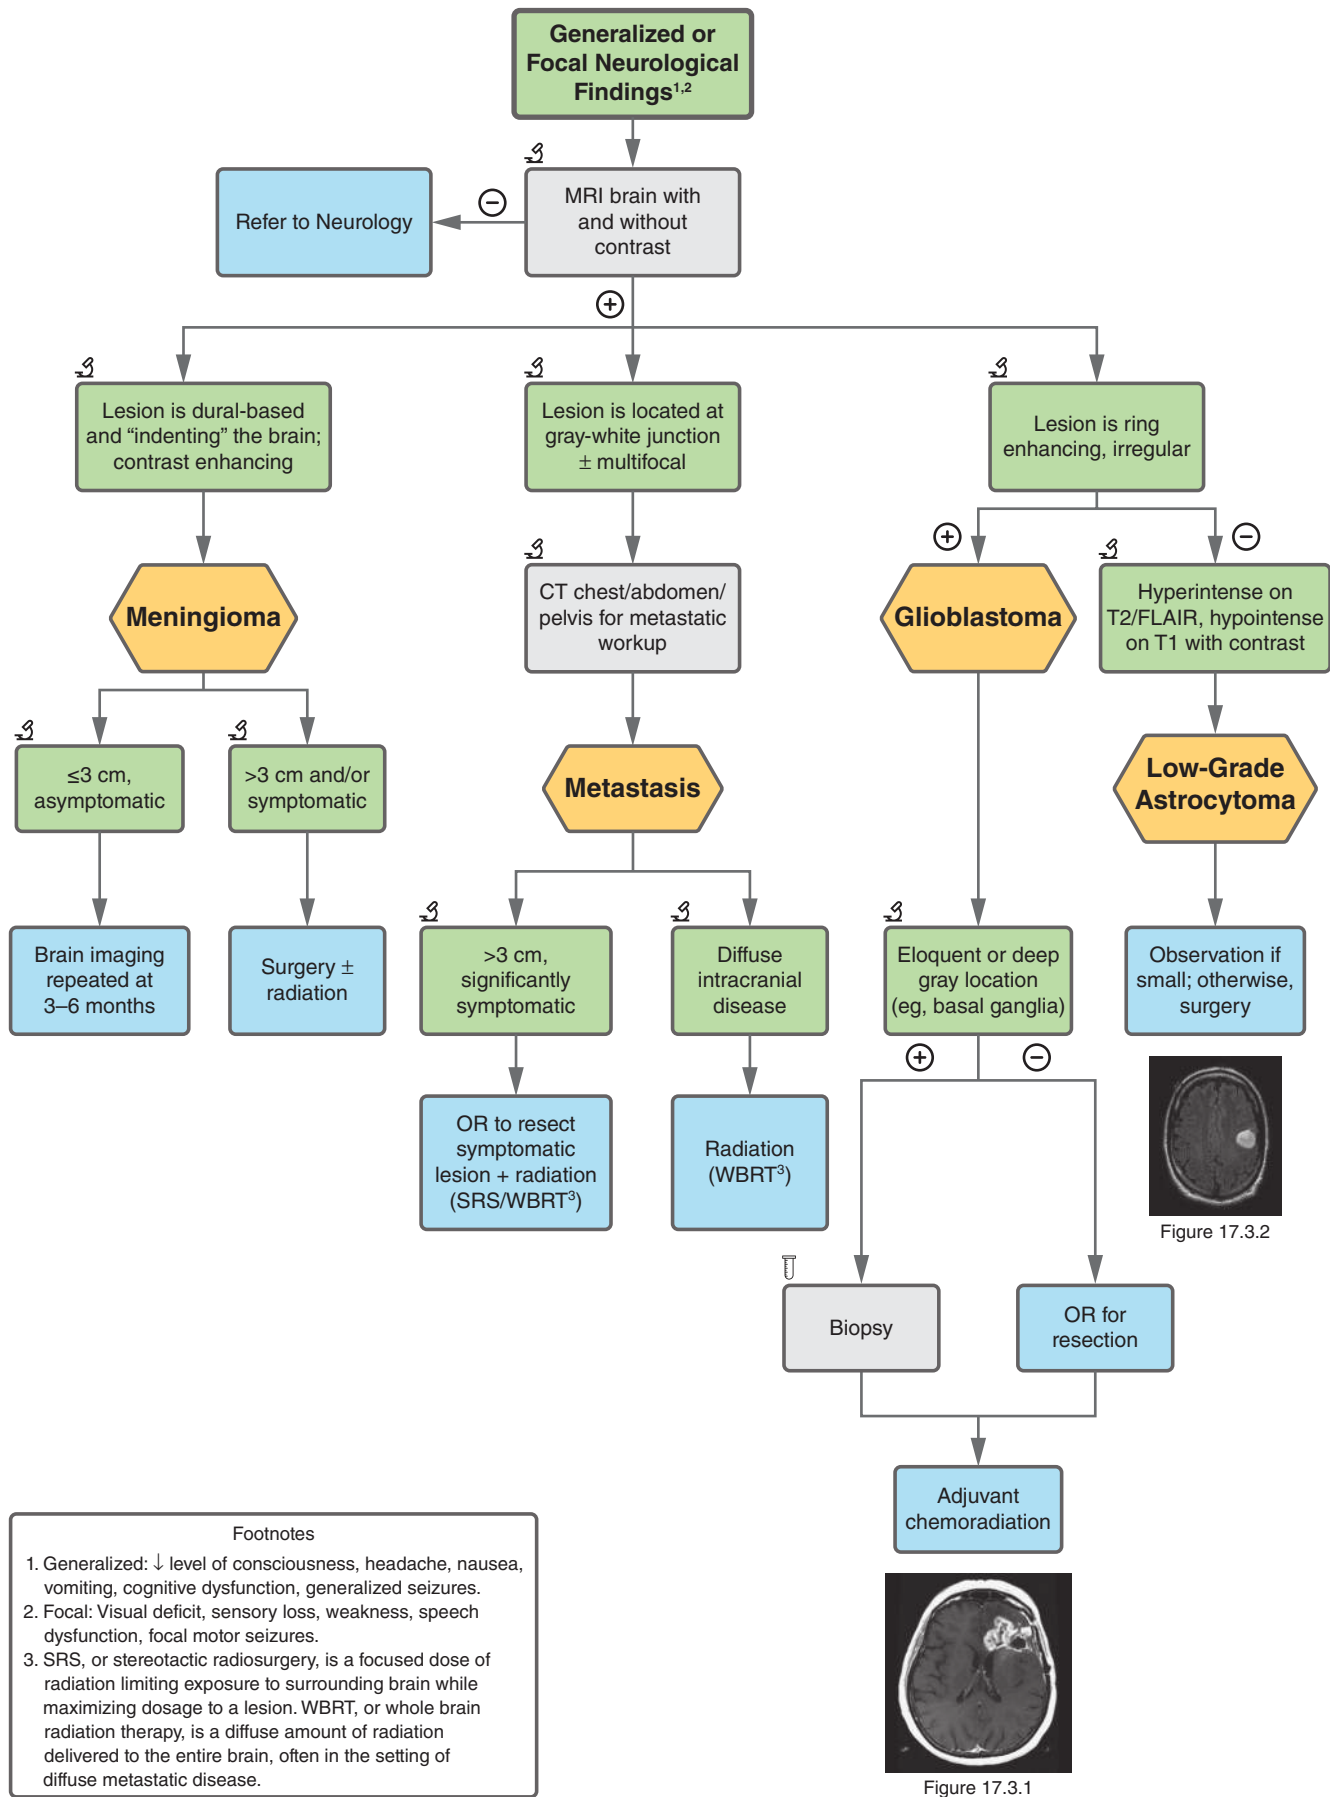 Generalized or
Focal Neurological
Findings1,2
MRI brain with
and without
contrast
−
Refer to Neurology
+
Lesion is dural-based
and “indenting” the brain;
contrast enhancing
Lesion is located at
gray-white junction
± multifocal
Lesion is ring
enhancing, irregular
Meningioma
CT chest/abdomen/
pelvis for metastatic
workup
+
−
Glioblastoma
Hyperintense on
T2/FLAIR, hypointense
on T1 with contrast
≤3 cm,
asymptomatic
>3 cm and/or
symptomatic
Metastasis
Low-Grade
Astrocytoma
Brain imaging
repeated at
3–6 months
Surgery ±
radiation
>3 cm,
significantly
symptomatic
Diffuse
intracranial
disease
Eloquent or deep
gray location
(eg, basal ganglia)
Observation if
small; otherwise,
surgery
+
−
OR to resect
symptomatic
lesion + radiation
(SRS/WBRT3)
Radiation
(WBRT3)
Figure 17.3.2
Biopsy
OR for
resection
Adjuvant
chemoradiation
Figure 17.3.1
Footnotes
1. Generalized: ↓ level of consciousness, headache, nausea,
vomiting, cognitive dysfunction, generalized seizures.
2. Focal: Visual deficit, sensory loss, weakness, speech
dysfunction, focal motor seizures.
3. SRS, or stereotactic radiosurgery, is a focused dose of
radiation limiting exposure to surrounding brain while
maximizing dosage to a lesion. WBRT, or whole brain
radiation therapy, is a diffuse amount of radiation
delivered to the entire brain, often in the setting of
diffuse metastatic disease.